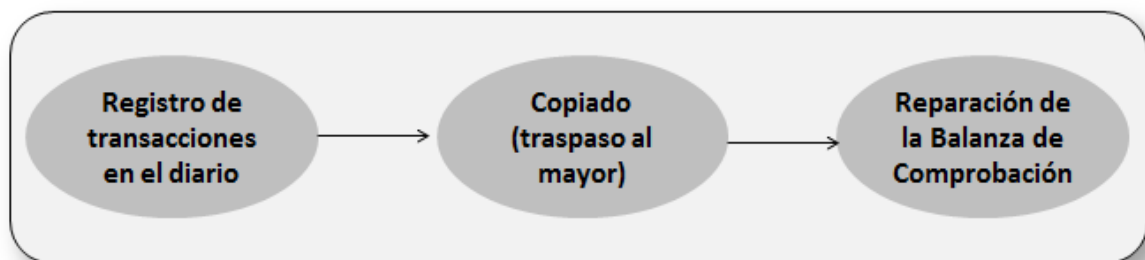 Registro de
transacciones
en el diario
Copiado
(traspaso al
mayor)
Reparación de
la Balanza de
Comprobación